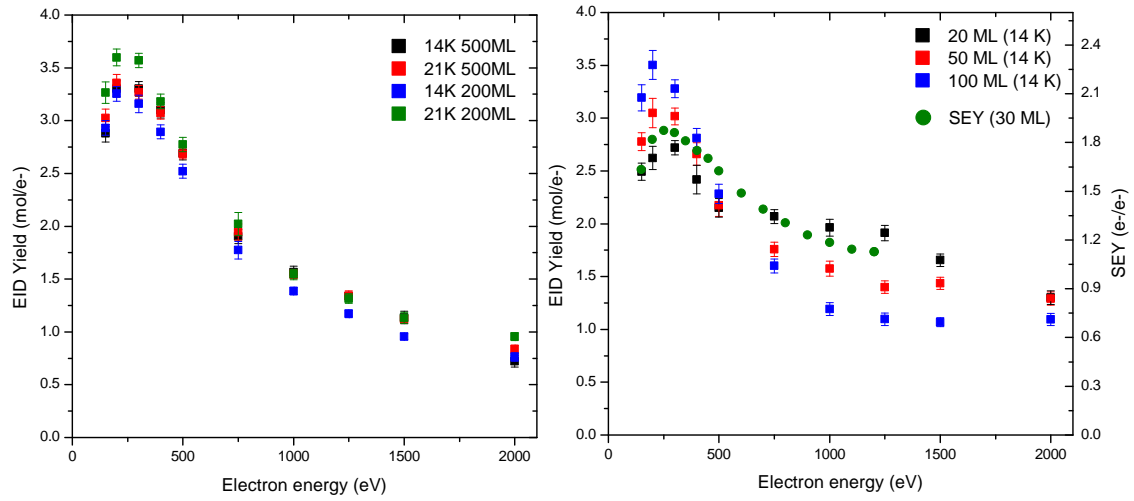 4.0
3.5
3.0
2.5
2.0
1.5
1.0
0.5
0.0
EID Yield (mol/e-)
14K 500ML
21K 500ML
14K 200ML
21K 200ML
0 500 1000 1500 2000
Electron energy (eV)
4.0
3.5
3.0
2.5
2.0
1.5
1.0
0.5
0.0
EID Yield (mol/e-)
20 ML (14 K)
50 ML (14 K)
100 ML (14 K)
SEY (30 ML)
2.4
2.1
1.8
1.5
1.2
0.9
0.6
0.3
0.0
SEY (e-/e-)
0 500 1000 1500 2000
Electron energy (eV)